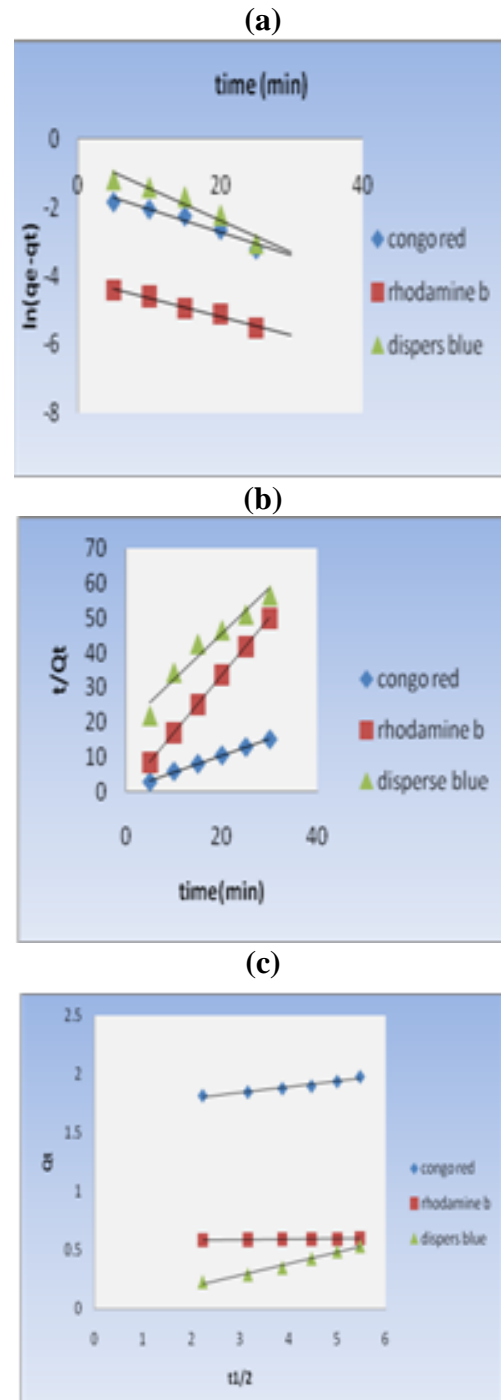 (a)
time (min)
0
0 20 40
-2
-4
-6
-8
ln(qe-qt)
congo red
rhodamine b
dispers blue
(b)
70
60
50
40
30
20
10
0
t/Qt
0 20 40
time(min)
congo red
rhodamine b
disperse blue
(c)
2.5
2
1.5
1
0.5
0
Qt
0 1 2 3 4 5 6
t1/2
congo red
rhodamine b
dispers blue